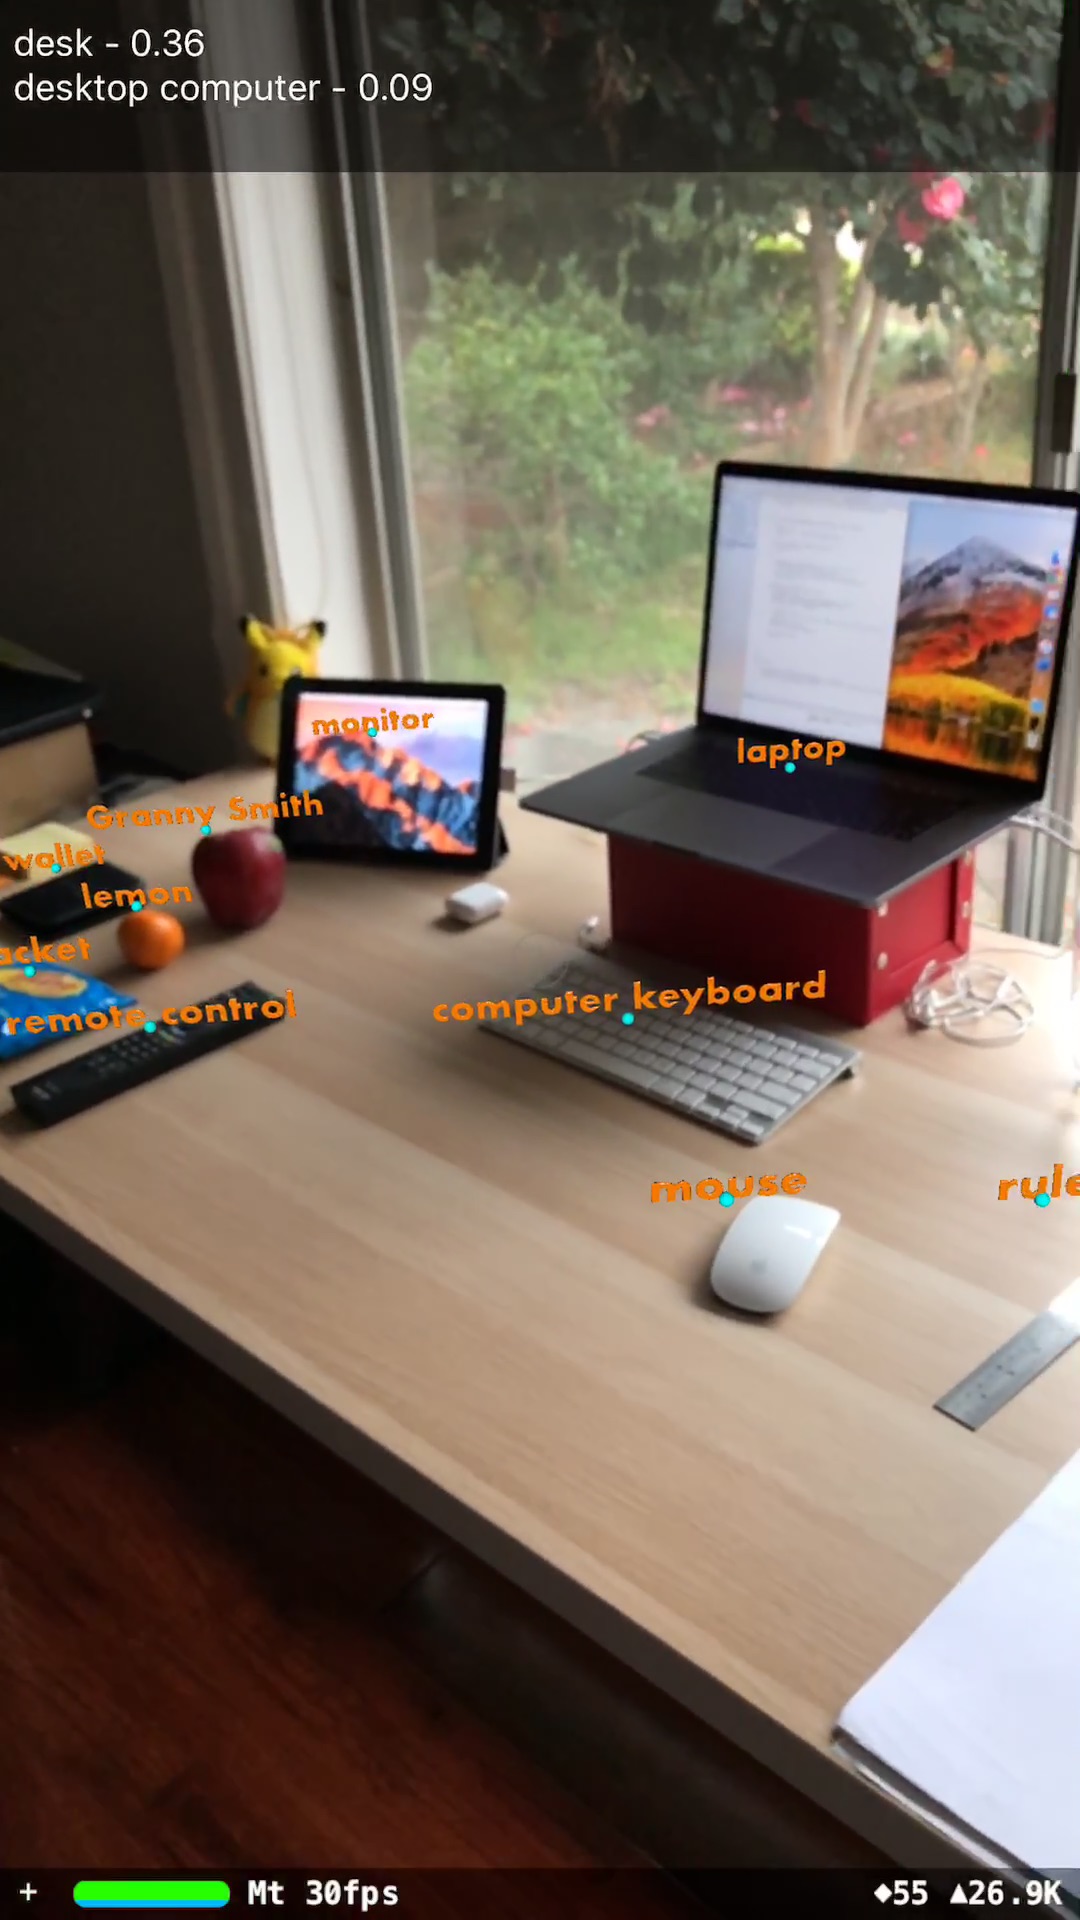 desk - 0.36
desktop computer - 0.09
monitor
laptop
Granny Smith
wallet
lemon
acket
remote control
computer keyboard
mouse
rule
+ Mt 30fps ◆55 ▲26.9K